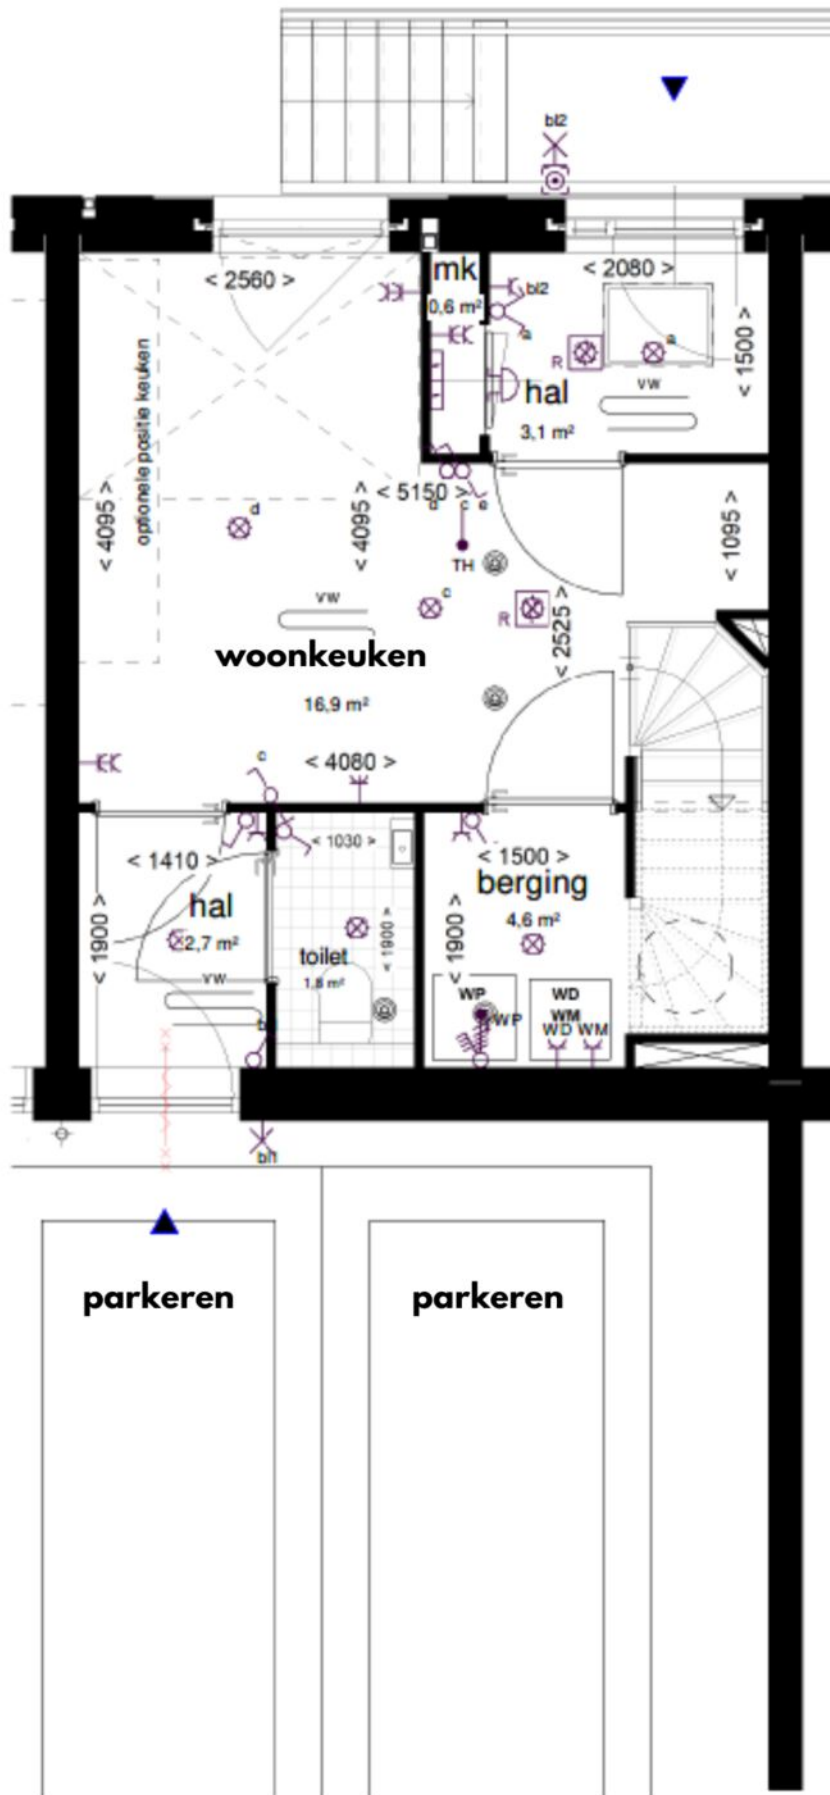 bl2
< 2560 >
mk
0,6 m²
bl2
a
< 2080 >
R
a
< 1500 >
vw
hal
3,1 m²
optionele positie keuken
< 4095 >
< 4095 >
< 5150 >
d c e
d
TH
< 1095 >
vw
c
R
< 2525 >
woonkeuken
16,9 m²
c
< 4080 >
< 1410 >
< 1030 >
< 1500 >
berging
4,6 m²
hal
2,7 m²
< 1900 >
vw
toilet
1,8 m²
< 1900 >
< 1900 >
WP
WP
WD
WM
WD WM
bl1
parkeren
parkeren